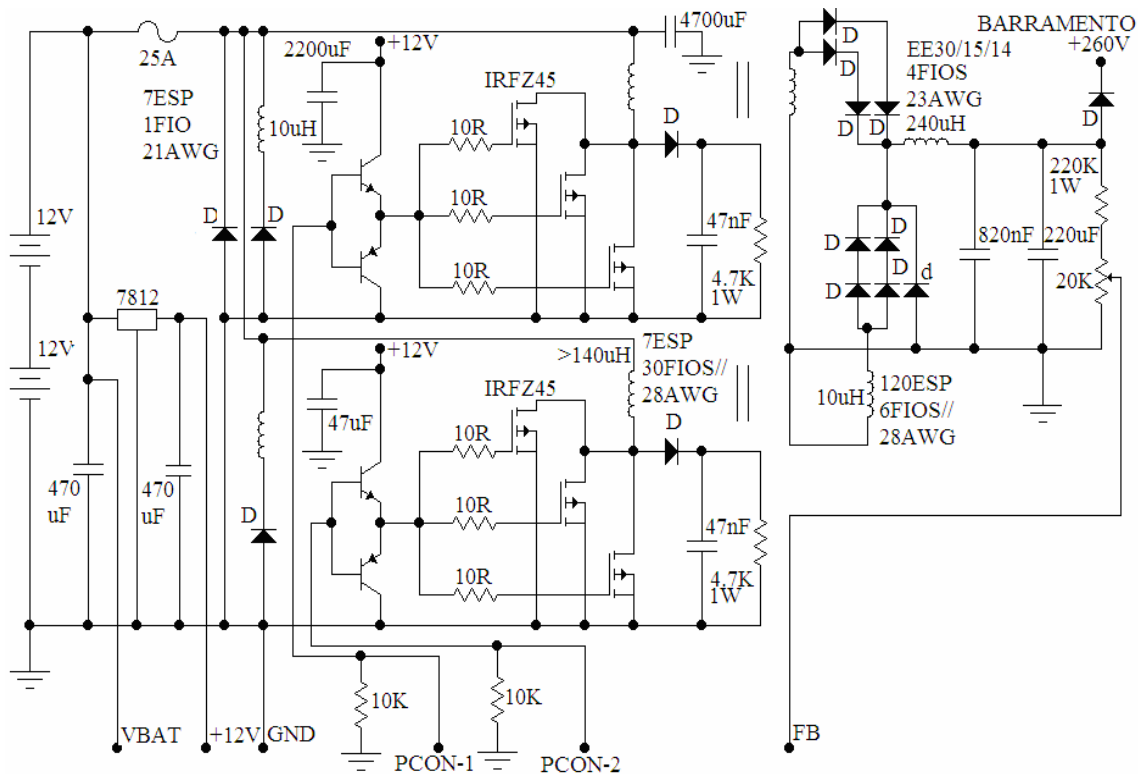 4700uF
25A
2200uF
+12V
7ESP
1FIO
21AWG
10uH
IRFZ45
10R
10R
10R
D
47nF
4.7K
1W
D
D
12V
12V
7812
470
uF
470
uF
D
BARRAMENTO
+260V
D
D
D
D
EE30/15/14
4FIOS
23AWG
240uH
D
220K
1W
820nF
220uF
20K
D
D
D
D
d
10uH
120ESP
6FIOS//
28AWG
+12V
47uF
IRFZ45
10R
10R
10R
>140uH
7ESP
30FIOS//
28AWG
D
47nF
4.7K
1W
10K
10K
VBAT
+12V
GND
PCON-1
PCON-2
FB